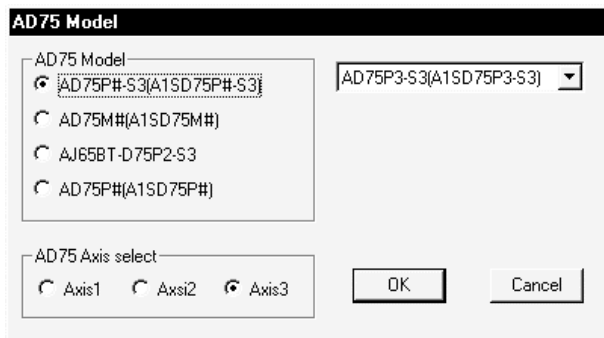 AD75 Model
AD75 Model
AD75P#-S3(A1SD75P#-S3)
AD75M#(A1SD75M#)
AJ65BT-D75P2-S3
AD75P#(A1SD75P#)
AD75P3-S3(A1SD75P3-S3)
AD75 Axis select
Axis1 Axsi2 Axis3
OK Cancel